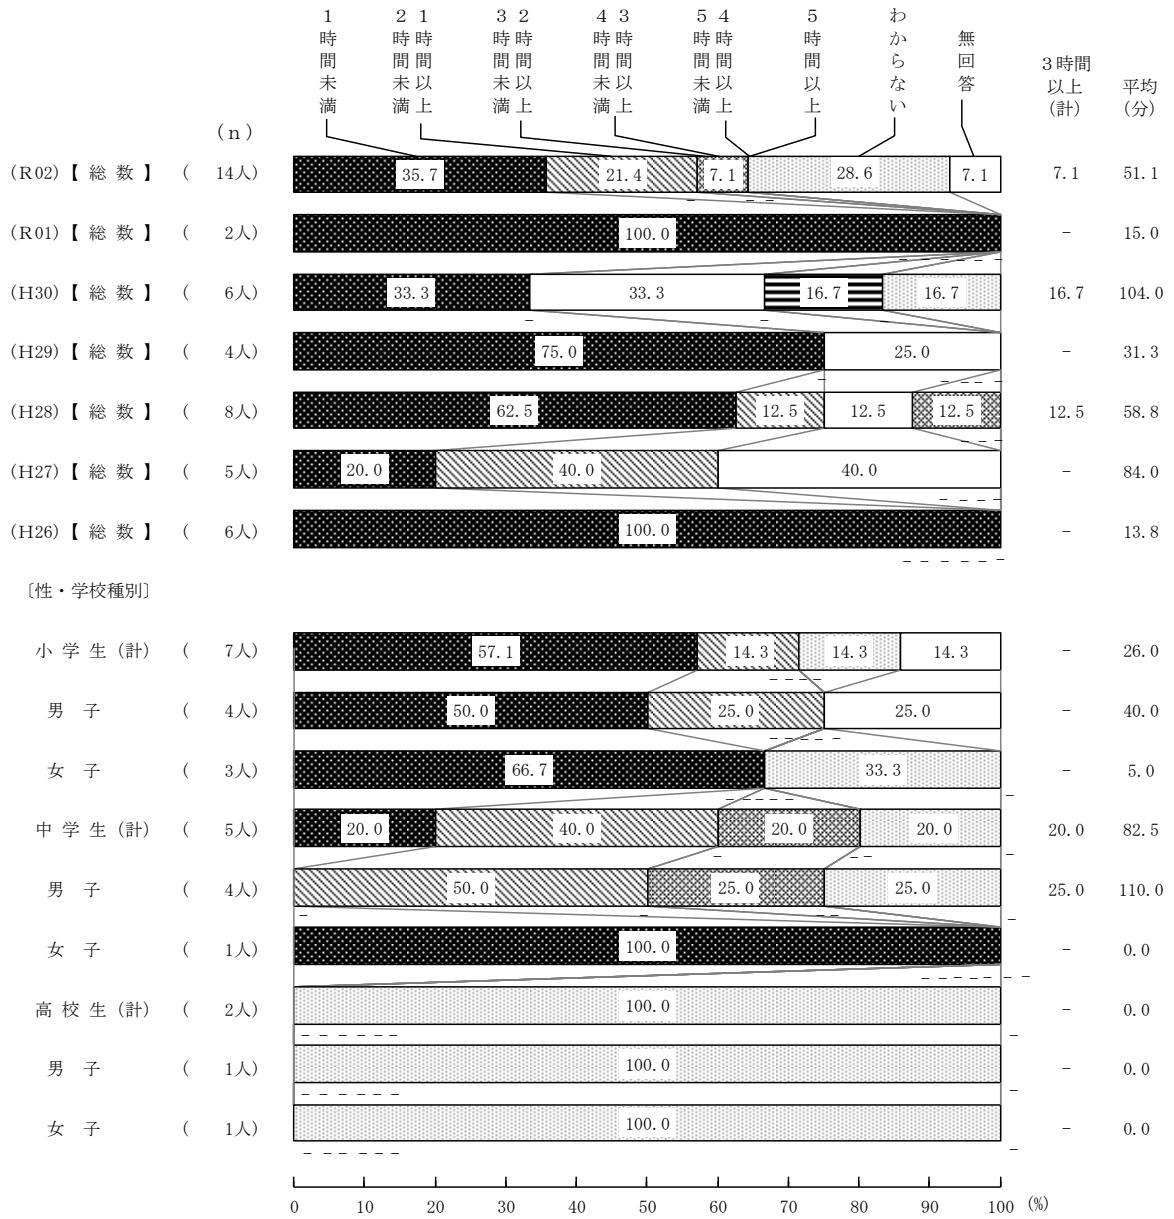 1時間未満
1時間以上2時間未満
2時間以上3時間未満
3時間以上4時間未満
4時間以上5時間未満
5時間以上
わからない
無回答
3時間以上(計)
平均(分)
(n)
(R02)【 総 数 】 ( 14人) 35.7 21.4 7.1 28.6 7.1 7.1 51.1
(R01)【 総 数 】 ( 2人) 100.0 − 15.0
(H30)【 総 数 】 ( 6人) 33.3 33.3 16.7 16.7 16.7 104.0
(H29)【 総 数 】 ( 4人) 75.0 25.0 − 31.3
(H28)【 総 数 】 ( 8人) 62.5 12.5 12.5 12.5 12.5 58.8
(H27)【 総 数 】 ( 5人) 20.0 40.0 40.0 − 84.0
(H26)【 総 数 】 ( 6人) 100.0 − 13.8
〔性・学校種別〕
小 学 生 (計) ( 7人) 57.1 14.3 14.3 14.3 − 26.0
男 子 ( 4人) 50.0 25.0 25.0 − 40.0
女 子 ( 3人) 66.7 33.3 − 5.0
中 学 生 (計) ( 5人) 20.0 40.0 20.0 20.0 20.0 82.5
男 子 ( 4人) 50.0 25.0 25.0 25.0 110.0
女 子 ( 1人) 100.0 − 0.0
高 校 生 (計) ( 2人) 100.0 − 0.0
男 子 ( 1人) 100.0 − 0.0
女 子 ( 1人) 100.0 − 0.0
0 10 20 30 40 50 60 70 80 90 100 (%)